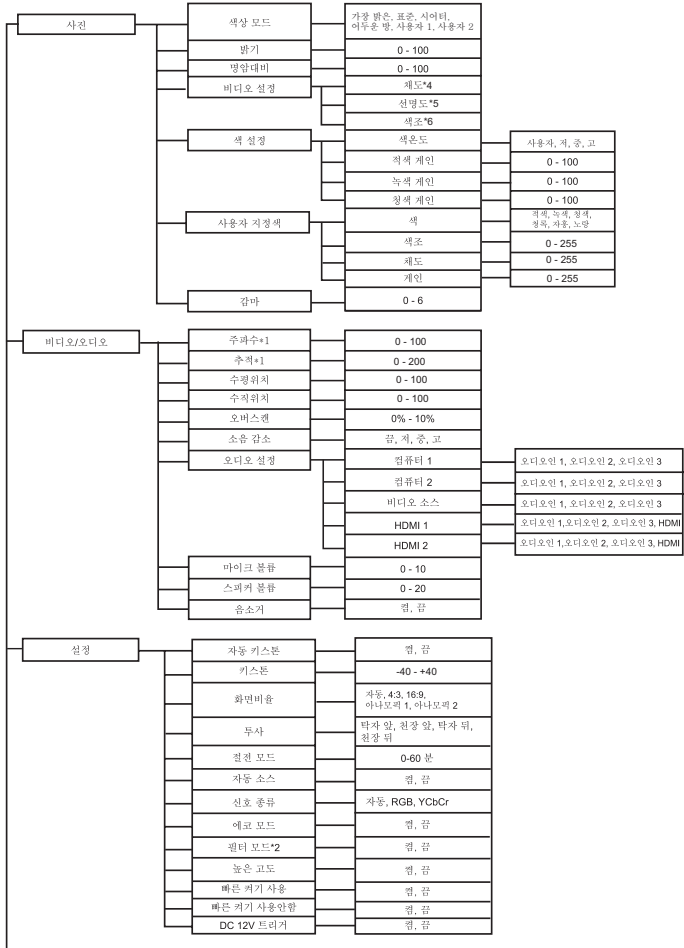 사진
색상 모드
가장 밝은, 표준, 시어터,
어두운 방, 사용자 1, 사용자 2
밝기
0 - 100
명암대비
0 - 100
비디오 설정
채도*4
선명도*5
색조*6
색 설정
색온도
사용자, 저, 중, 고
적색 게인
0 - 100
녹색 게인
0 - 100
청색 게인
0 - 100
사용자 지정색
색
적색, 녹색, 청색,
청록, 자홍, 노랑
색조
0 - 255
채도
0 - 255
게인
0 - 255
감마
0 - 6
비디오/오디오
주파수*1
0 - 100
추적*1
0 - 200
수평위치
0 - 100
수직위치
0 - 100
오버스캔
0% - 10%
소음 감소
끔, 저, 중, 고
오디오 설정
컴퓨터 1
오디오인 1, 오디오인 2, 오디오인 3
컴퓨터 2
오디오인 1, 오디오인 2, 오디오인 3
비디오 소스
오디오인 1, 오디오인 2, 오디오인 3
HDMI 1
오디오인 1,오디오인 2, 오디오인 3, HDMI
HDMI 2
오디오인 1,오디오인 2, 오디오인 3, HDMI
마이크 볼륨
0 - 10
스피커 볼륨
0 - 20
음소거
켬, 끔
설정
자동 키스톤
켬, 끔
키스톤
-40 - +40
화면비율
자동, 4:3, 16:9,
아나모픽 1, 아나모픽 2
투사
탁자 앞, 천장 앞, 탁자 뒤,
천장 뒤
절전 모드
0-60 분
자동 소스
켬, 끔
신호 종류
자동, RGB, YCbCr
에코 모드
켬, 끔
필터 모드*2
켬, 끔
높은 고도
켬, 끔
빠른 켜기 사용
켬, 끔
빠른 켜기 사용안함
켬, 끔
DC 12V 트리거
켬, 끔